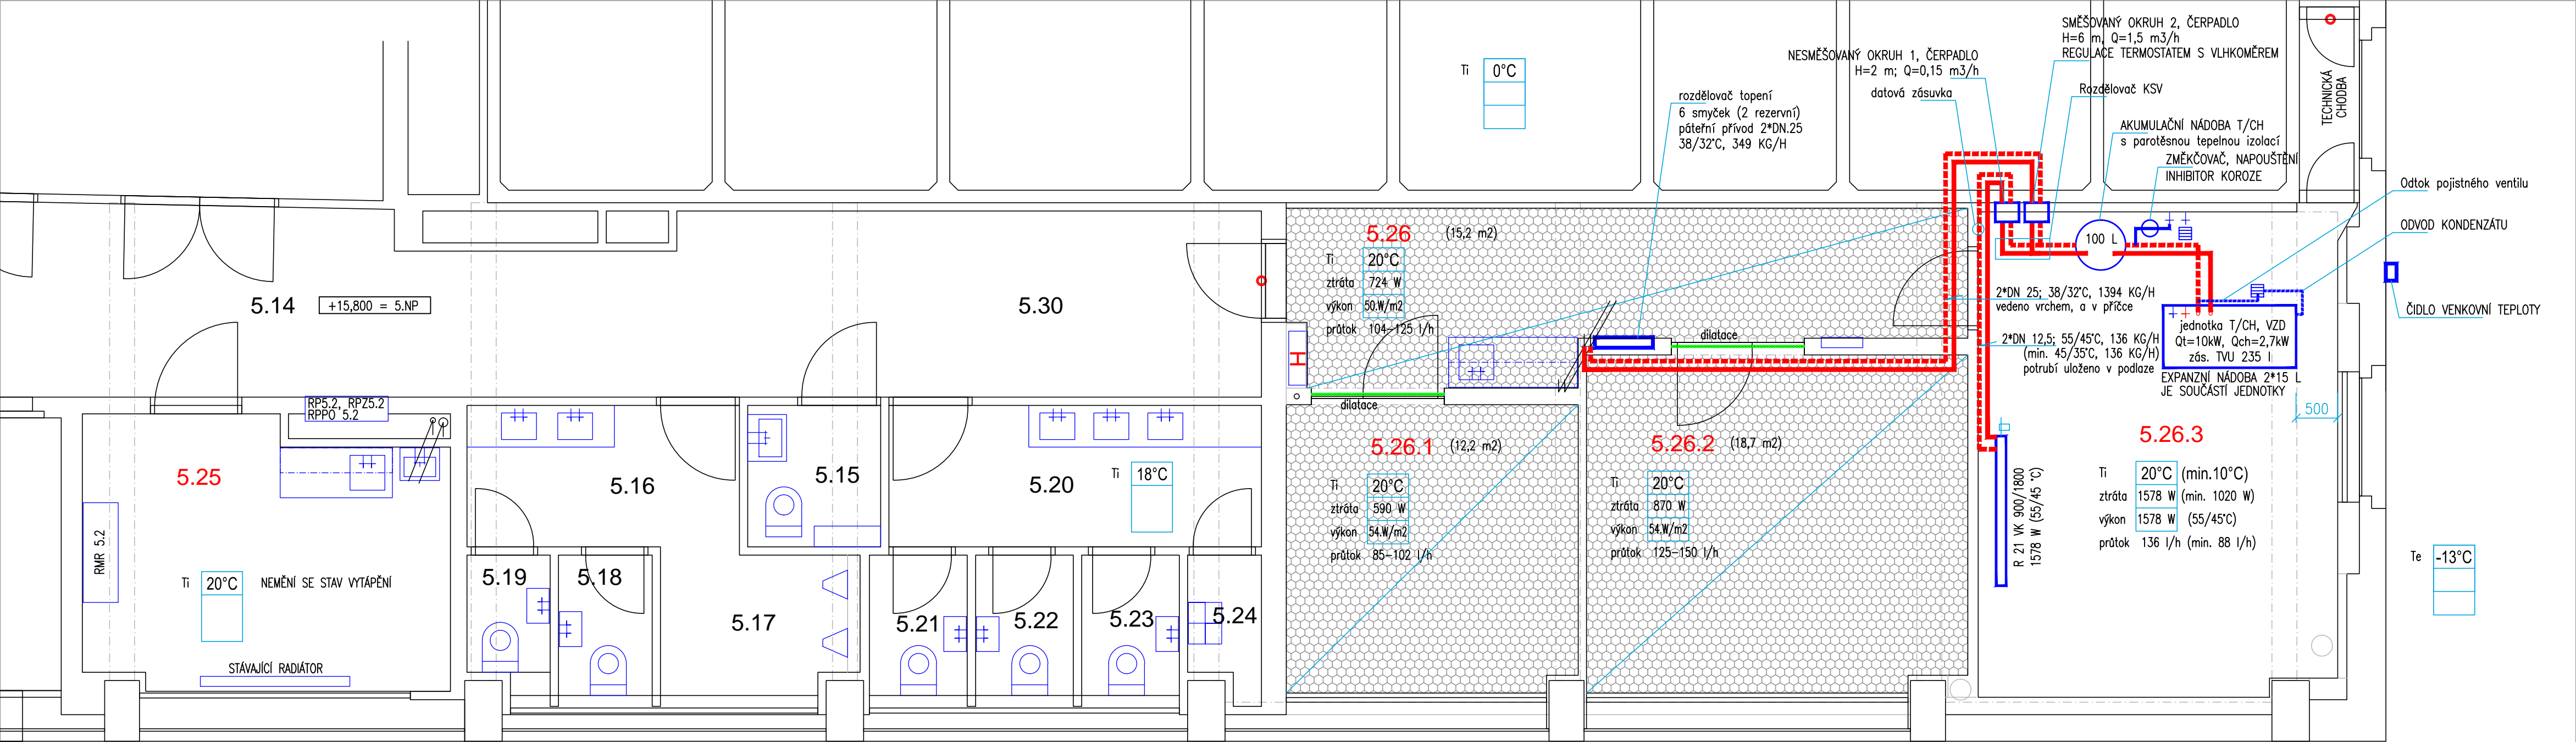 SMĚŠOVANÝ OKRUH 2, ČERPADLO
H=6 m, Q=1,5 m3/h
REGULACE TERMOSTATEM S VLHKOMĚREM
NESMĚŠOVANÝ OKRUH 1, ČERPADLO
H=2 m; Q=0,15 m3/h
datová zásuvka
Rozdělovač KSV
TECHNICKÁ
CHODBA
Ti 0°C
rozdělovač topení
6 smyček (2 rezervní)
páteřní přívod 2*DN.25
38/32°C, 349 KG/H
AKUMULAČNÍ NÁDOBA T/CH
s parotěsnou tepelnou izolací
ZMĚKČOVAČ, NAPOUŠTĚNÍ
INHIBITOR KOROZE
Odtok pojistného ventilu
ODVOD KONDENZÁTU
ČIDLO VENKOVNÍ TEPLOTY
100 L
5.14
+15,800 = 5.NP
5.30
5.26 (15,2 m2)
Ti 20°C
ztráta 724 W
výkon 50.W/m2
průtok 104-125 l/h
H
dilatace
dilatace
2*DN 25; 38/32°C, 1394 KG/H
vedeno vrchem, a v příčce
2*DN 12,5; 55/45°C, 136 KG/H
(min. 45/35°C, 136 KG/H)
potrubí uloženo v podlaze
jednotka T/CH, VZD
Qt=10kW, Qch=2,7kW
zás. TVU 235 l
EXPANZNÍ NÁDOBA 2*15 L
JE SOUČÁSTÍ JEDNOTKY
500
RP5.2, RPZ5.2
RPPO 5.2
5.25
RMR 5.2
Ti 20°C
NEMĚNÍ SE STAV VYTÁPĚNÍ
STÁVAJÍCÍ RADIÁTOR
5.16
5.15
5.20
Ti 18°C
5.19
5.18
5.17
5.21
5.22
5.23
5.24
5.26.1 (12,2 m2)
Ti 20°C
ztráta 590 W
výkon 54.W/m2
průtok 85-102 l/h
5.26.2 (18,7 m2)
Ti 20°C
ztráta 870 W
výkon 54.W/m2
průtok 125-150 l/h
R 21 VK 900/1800
1578 W (55/45 °C)
5.26.3
Ti 20°C (min.10°C)
ztráta 1578 W (min. 1020 W)
výkon 1578 W (55/45°C)
průtok 136 l/h (min. 88 l/h)
Te -13°C